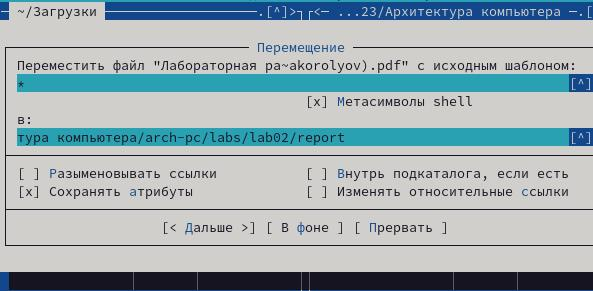 ~/Загрузки .[^]> <─ ...23/Архитектура компьютера ─.[
Перемещение
Переместить файл "Лабораторная ра~akorolyov).pdf" с исходным шаблоном:
* [^]
[x] Метасимволы shell
в:
тура компьютера/arch-pc/labs/lab02/report [^]
[ ] Разыменовывать ссылки [ ] Внутрь подкаталога, если есть
[x] Сохранять атрибуты [ ] Изменять относительные ссылки
[< Дальше >] [ В фоне ] [ Прервать ]